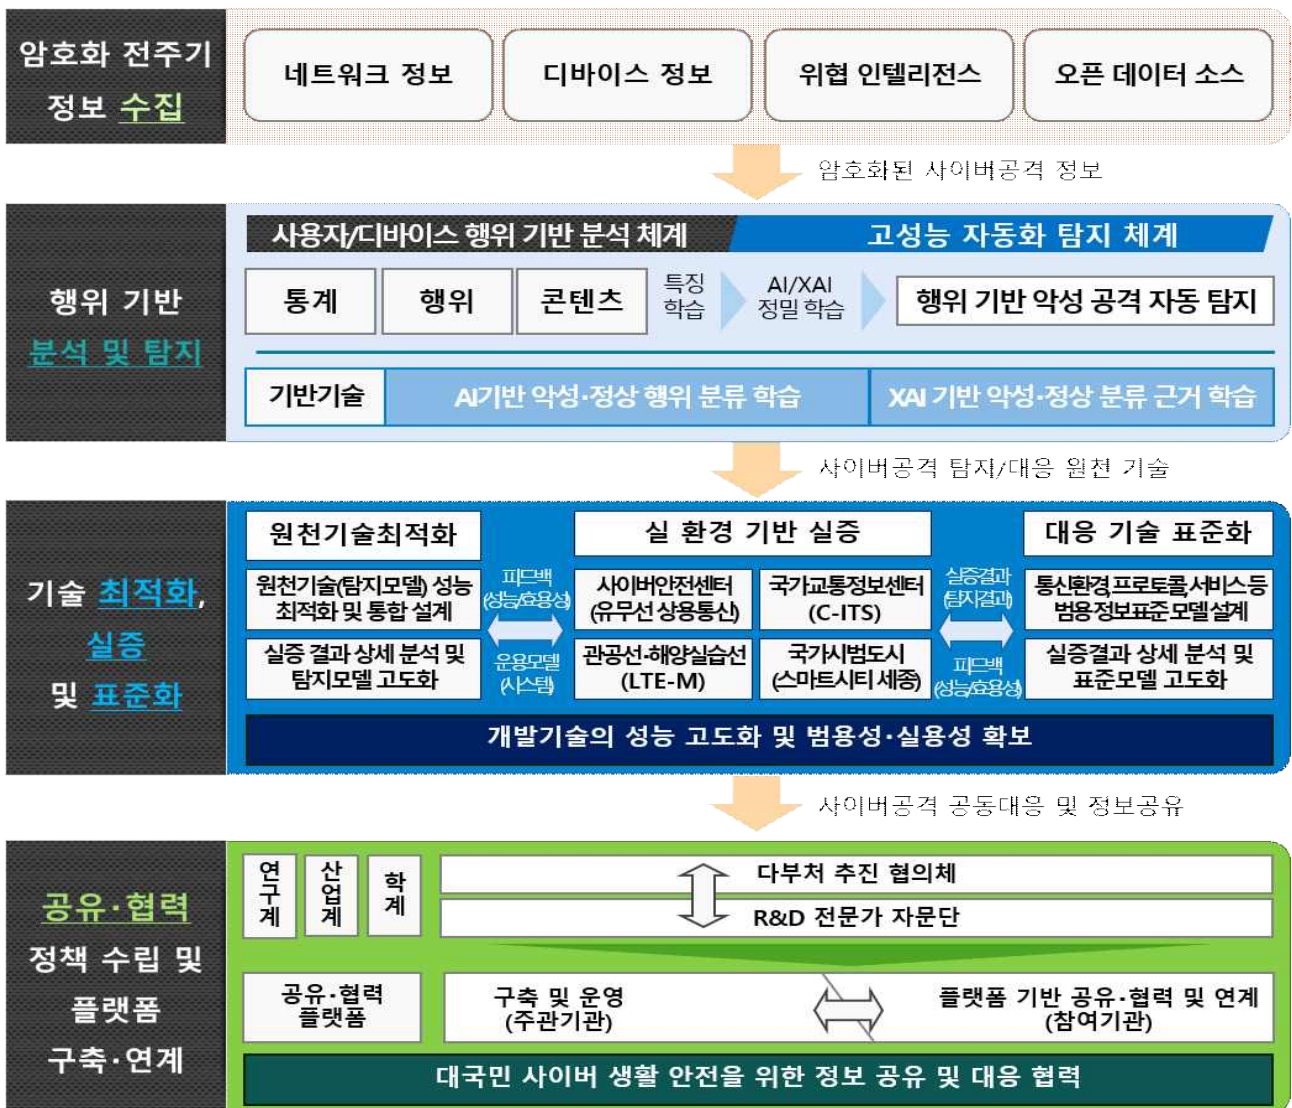 암호화 전주기
정보 수집
네트워크 정보
디바이스 정보
위협 인텔리전스
오픈 데이터 소스
암호화된 사이버공격 정보
행위 기반
분석 및 탐지
사용자/디바이스 행위 기반 분석 체계
고성능 자동화 탐지 체계
통계
행위
콘텐츠
특징
학습
AI/XAI
정밀 학습
행위 기반 악성 공격 자동 탐지
기반기술
AI기반 악성·정상 행위 분류 학습
XAI 기반 악성·정상 분류 근거 학습
사이버공격 탐지/대응 원천 기술
기술 최적화,
실증
및 표준화
원천기술최적화
원천기술(탐지모델) 성능
최적화 및 통합 설계
실증 결과 상세 분석 및
탐지모델 고도화
피드백
(성능/효용성)
운용모델
(시스템)
실 환경 기반 실증
사이버안전센터
(유무선 상용통신)
국가교통정보센터
(C-ITS)
관공선·해양실습선
(LTE-M)
국가시범도시
(스마트시티 세종)
실증결과
(탐지결과)
피드백
(성능/효용성)
대응 기술 표준화
통신환경,프로토콜,서비스 등
범용정보표준모델 설계
실증결과 상세 분석 및
표준모델 고도화
개발기술의 성능 고도화 및 범용성·실용성 확보
사이버공격 공동대응 및 정보공유
공유·협력
정책 수립 및
플랫폼
구축·연계
연구계
산업계
학계
다부처 추진 협의체
R&D 전문가 자문단
공유·협력
플랫폼
구축 및 운영
(주관기관)
플랫폼 기반 공유·협력 및 연계
(참여기관)
대국민 사이버 생활 안전을 위한 정보 공유 및 대응 협력